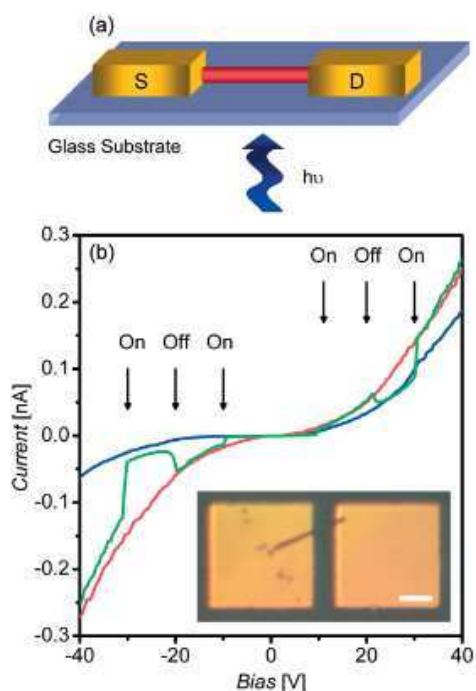 (a)
S
D
Glass Substrate
hυ
(b)
On Off On
On Off On
Current [nA]
0.3
0.2
0.1
0.0
-0.1
-0.2
-0.3
-40 -20 0 20 40
Bias [V]